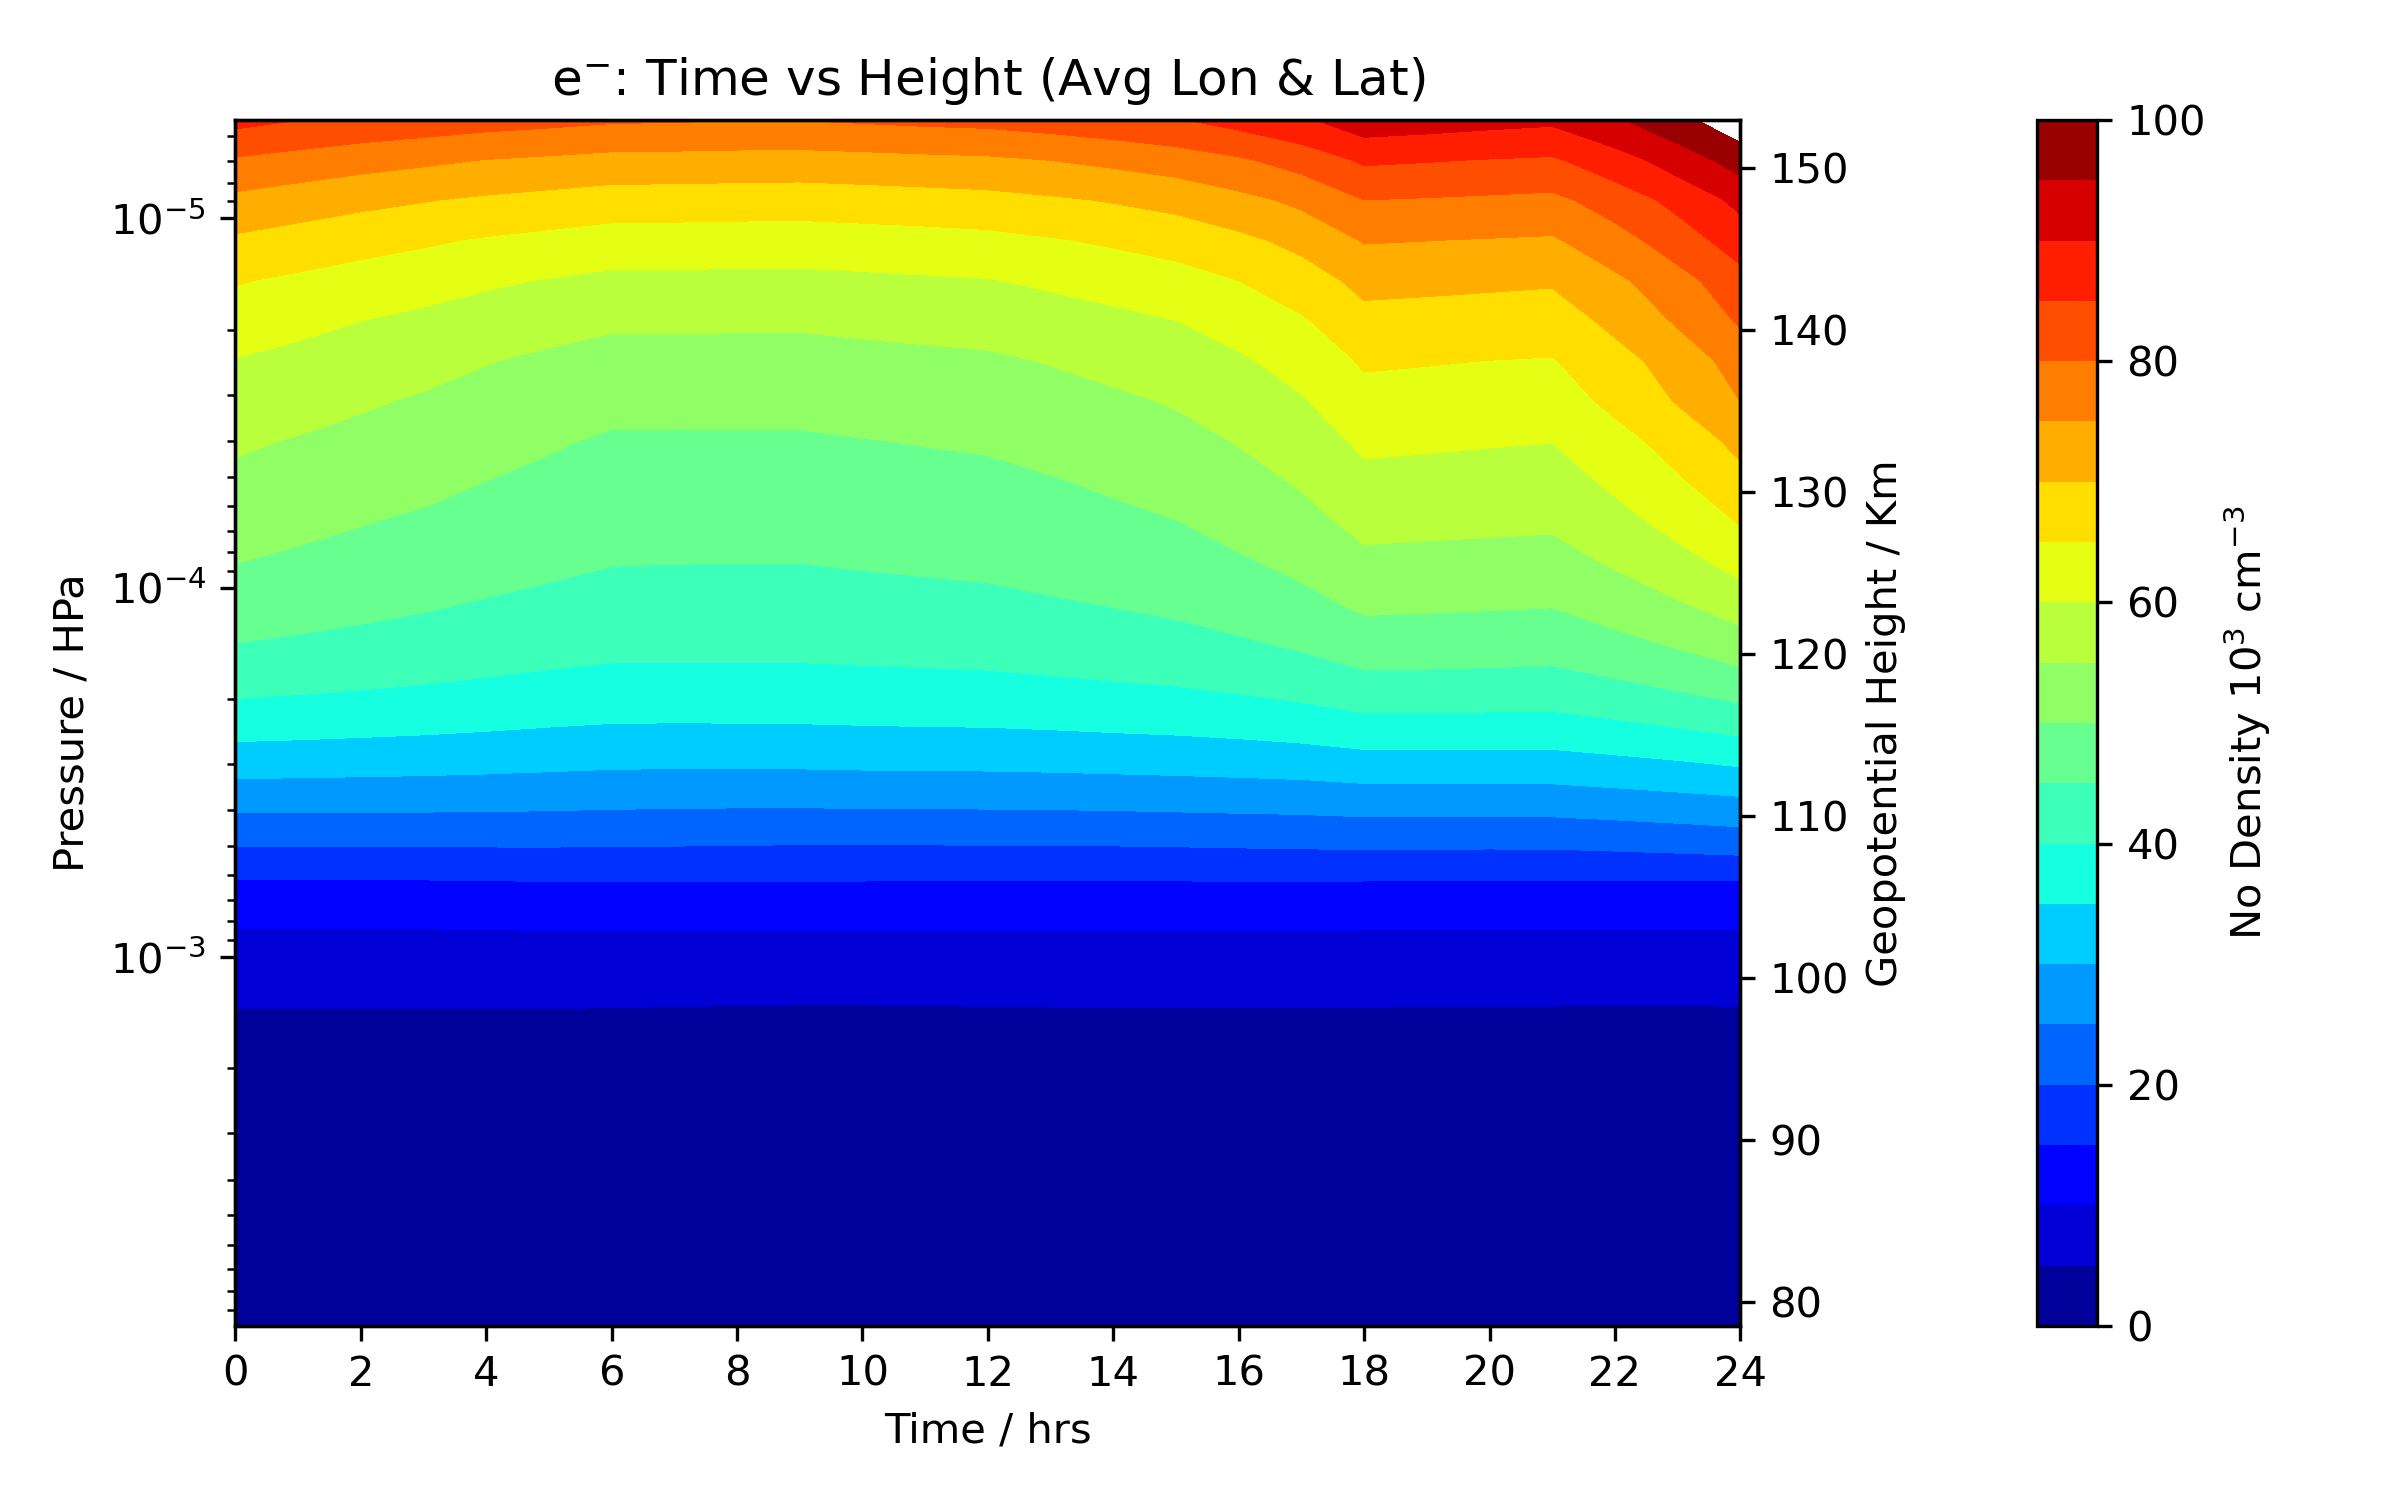 e⁻: Time vs Height (Avg Lon & Lat)
Pressure / HPa
10⁻⁵
10⁻⁴
10⁻³
0 2 4 6 8 10 12 14 16 18 20 22 24
Time / hrs
150
140
130
120
110
100
90
80
Geopotential Height / Km
100
80
60
40
20
0
No Density 10³ cm⁻³